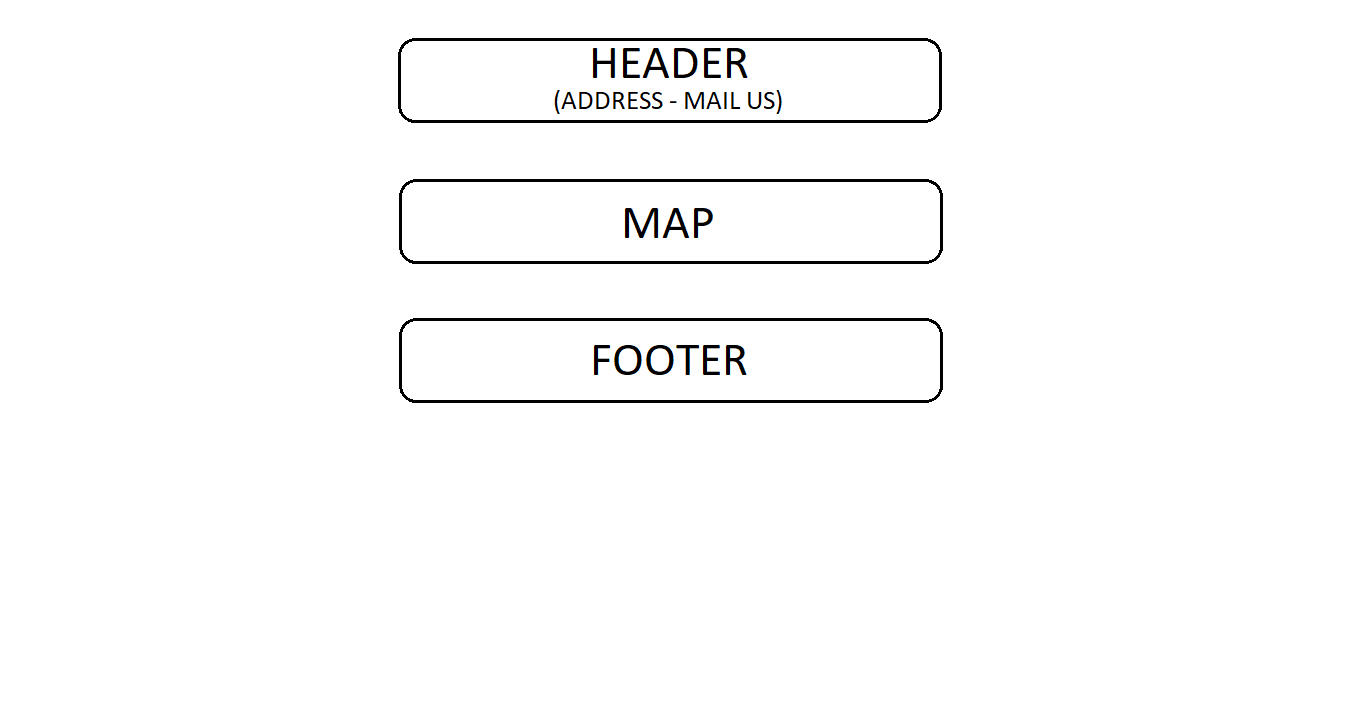 HEADER
(ADDRESS - MAIL US)
MAP
FOOTER